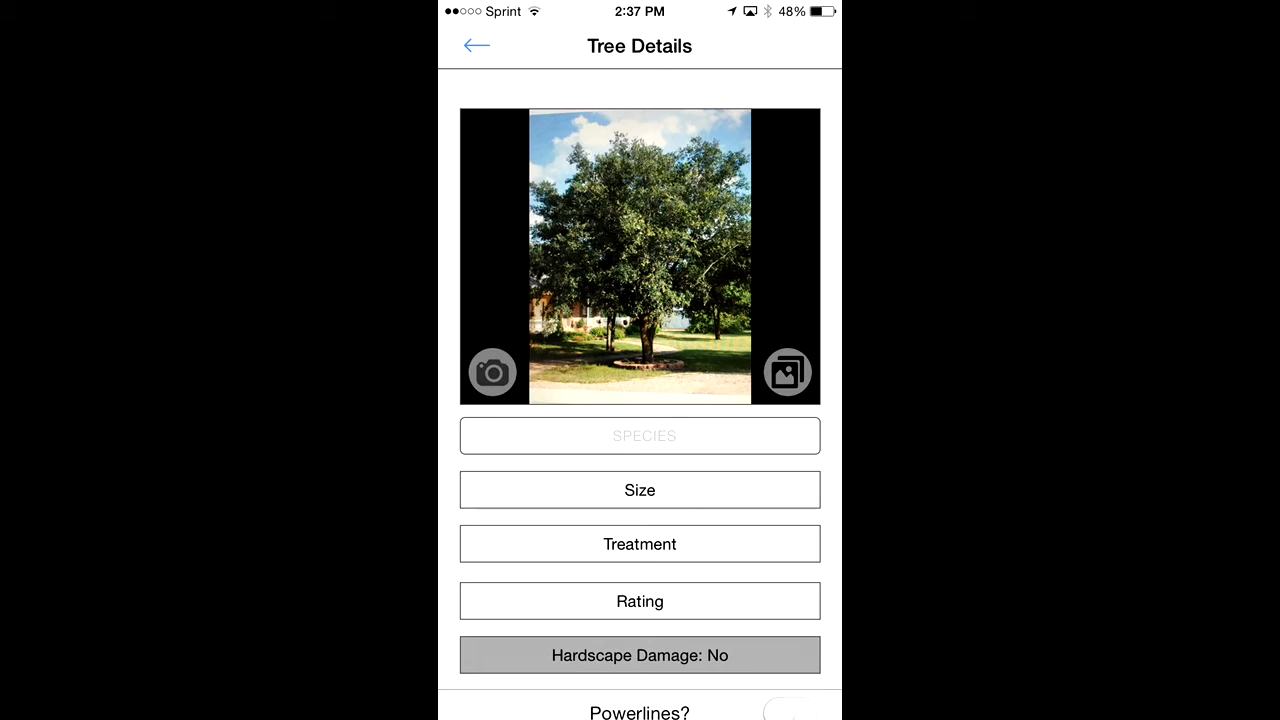 Sprint 2:37 PM 48%
Tree Details
SPECIES
Size
Treatment
Rating
Hardscape Damage: No
Powerlines?